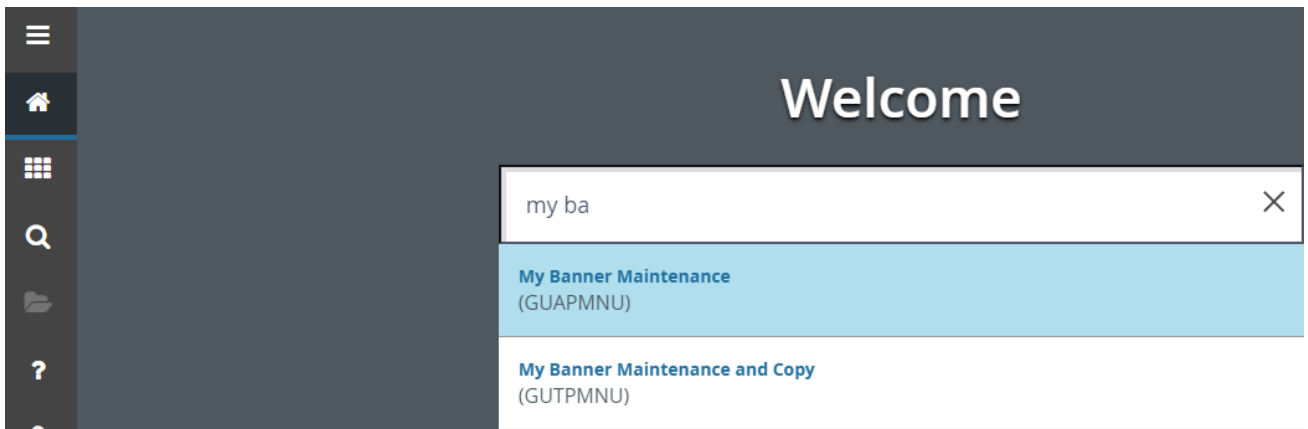 Welcome
my ba
My Banner Maintenance
(GUAPMNU)
My Banner Maintenance and Copy
(GUTPMNU)
?